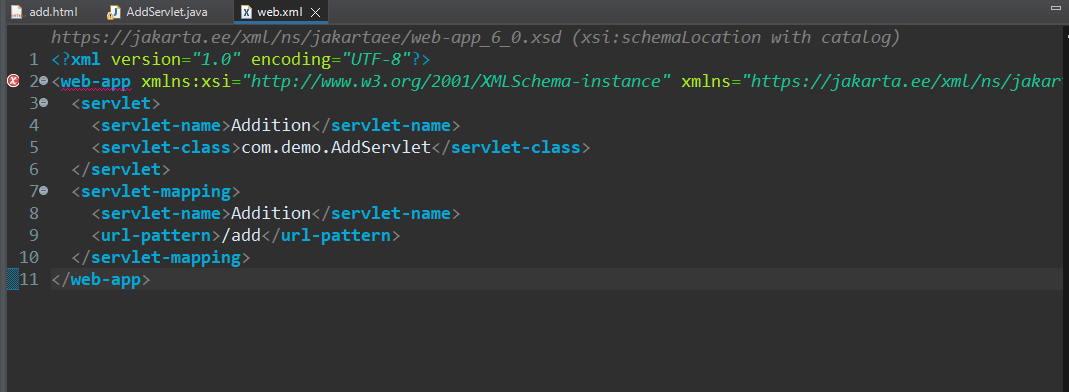 add.html AddServlet.java web.xml
https://jakarta.ee/xml/ns/jakartaee/web-app_6_0.xsd (xsi:schemaLocation with catalog)
1 <?xml version="1.0" encoding="UTF-8"?>
2 <web-app xmlns:xsi="http://www.w3.org/2001/XMLSchema-instance" xmlns="https://jakarta.ee/xml/ns/jakar
3 <servlet>
4 <servlet-name>Addition</servlet-name>
5 <servlet-class>com.demo.AddServlet</servlet-class>
6 </servlet>
7 <servlet-mapping>
8 <servlet-name>Addition</servlet-name>
9 <url-pattern>/add</url-pattern>
10 </servlet-mapping>
11 </web-app>